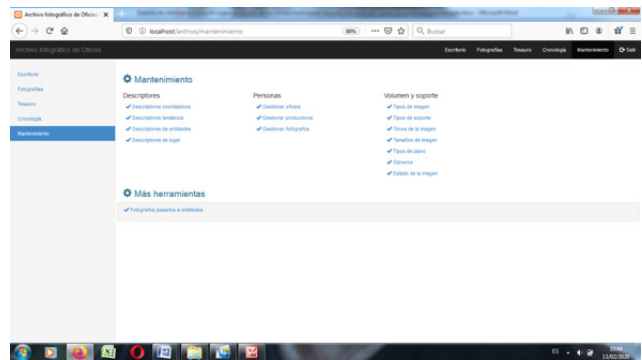 Archivo fotográfico de Oficios
localhost/archivo/mantenimiento
80%
Buscar
Archivo fotográfico de Oficios
Escritorio Fotografías Tesauro Cronología Mantenimiento Salir
Escritorio
Fotografías
Tesauro
Cronología
Mantenimiento
Mantenimiento
Descriptores Personas Volumen y soporte
Descriptores onomásticos Gestionar oficios Tipos de imagen
Descriptores temáticos Gestionar productores Tipos de soporte
Descriptores de entidades Gestionar fotógrafos Tonos de la imagen
Descriptores de lugar Tamaños de imagen
Tipos de plano
Géneros
Estado de la imagen
Más herramientas
Fotógrafos pasarlos a entidades
ES
13/02/2020